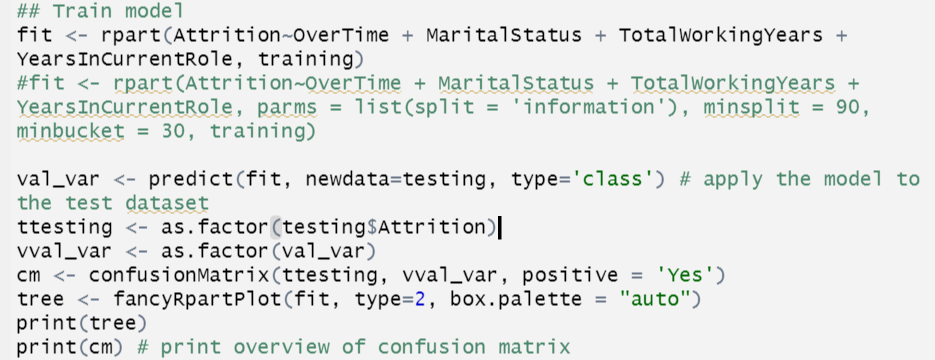 ## Train model
fit <- rpart(Attrition~OverTime + MaritalStatus + TotalWorkingYears +
YearsInCurrentRole, training)
#fit <- rpart(Attrition~OverTime + MaritalStatus + TotalWorkingYears +
YearsInCurrentRole, parms = list(split = 'information'), minsplit = 90,
minbucket = 30, training)
val_var <- predict(fit, newdata=testing, type='class') # apply the model to
the test dataset
ttesting <- as.factor(testing$Attrition)
vval_var <- as.factor(val_var)
cm <- confusionMatrix(ttesting, vval_var, positive = 'Yes')
tree <- fancyRpartPlot(fit, type=2, box.palette = "auto")
print(tree)
print(cm) # print overview of confusion matrix